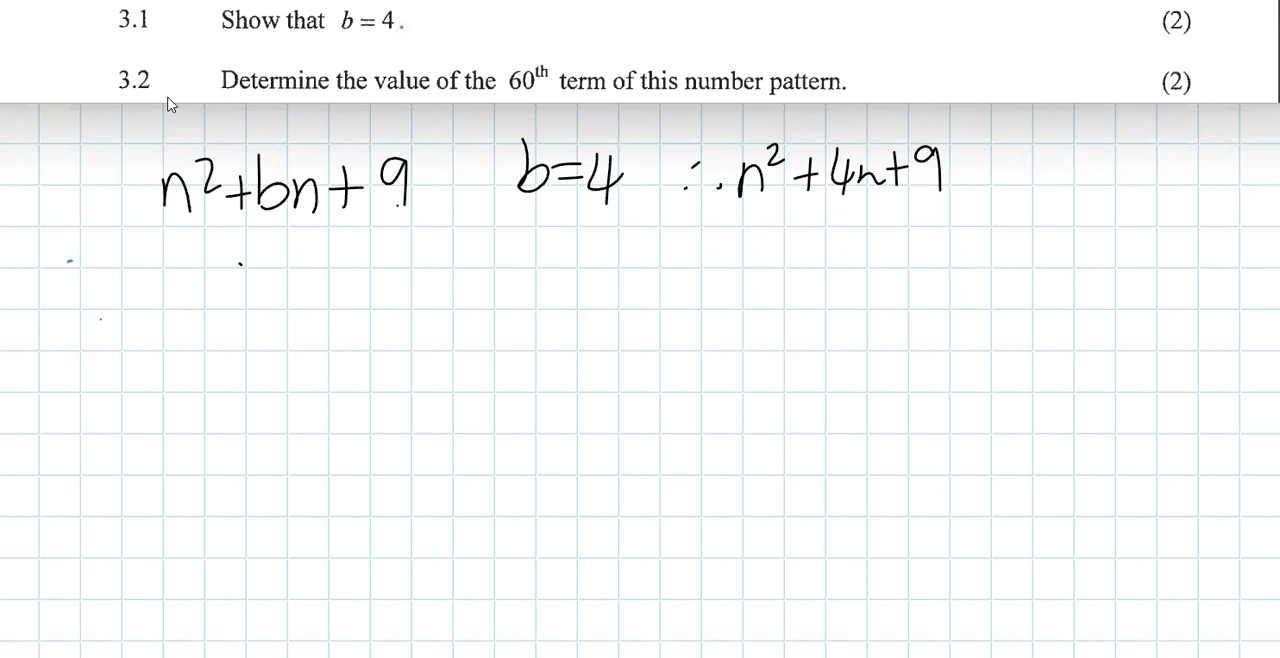 3.1 Show that b = 4. (2)
3.2 Determine the value of the 60th term of this number pattern. (2)
n²+bn+9 b=4 ∴n²+4n+9